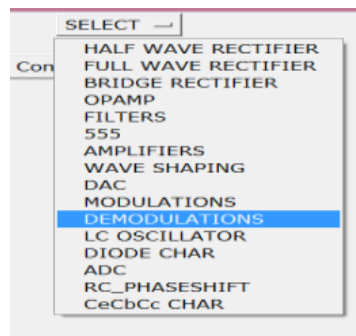 SELECT
Con
HALF WAVE RECTIFIER
FULL WAVE RECTIFIER
BRIDGE RECTIFIER
OPAMP
FILTERS
555
AMPLIFIERS
WAVE SHAPING
DAC
MODULATIONS
DEMODULATIONS
LC OSCILLATOR
DIODE CHAR
ADC
RC_PHASESHIFT
CeCbCc CHAR